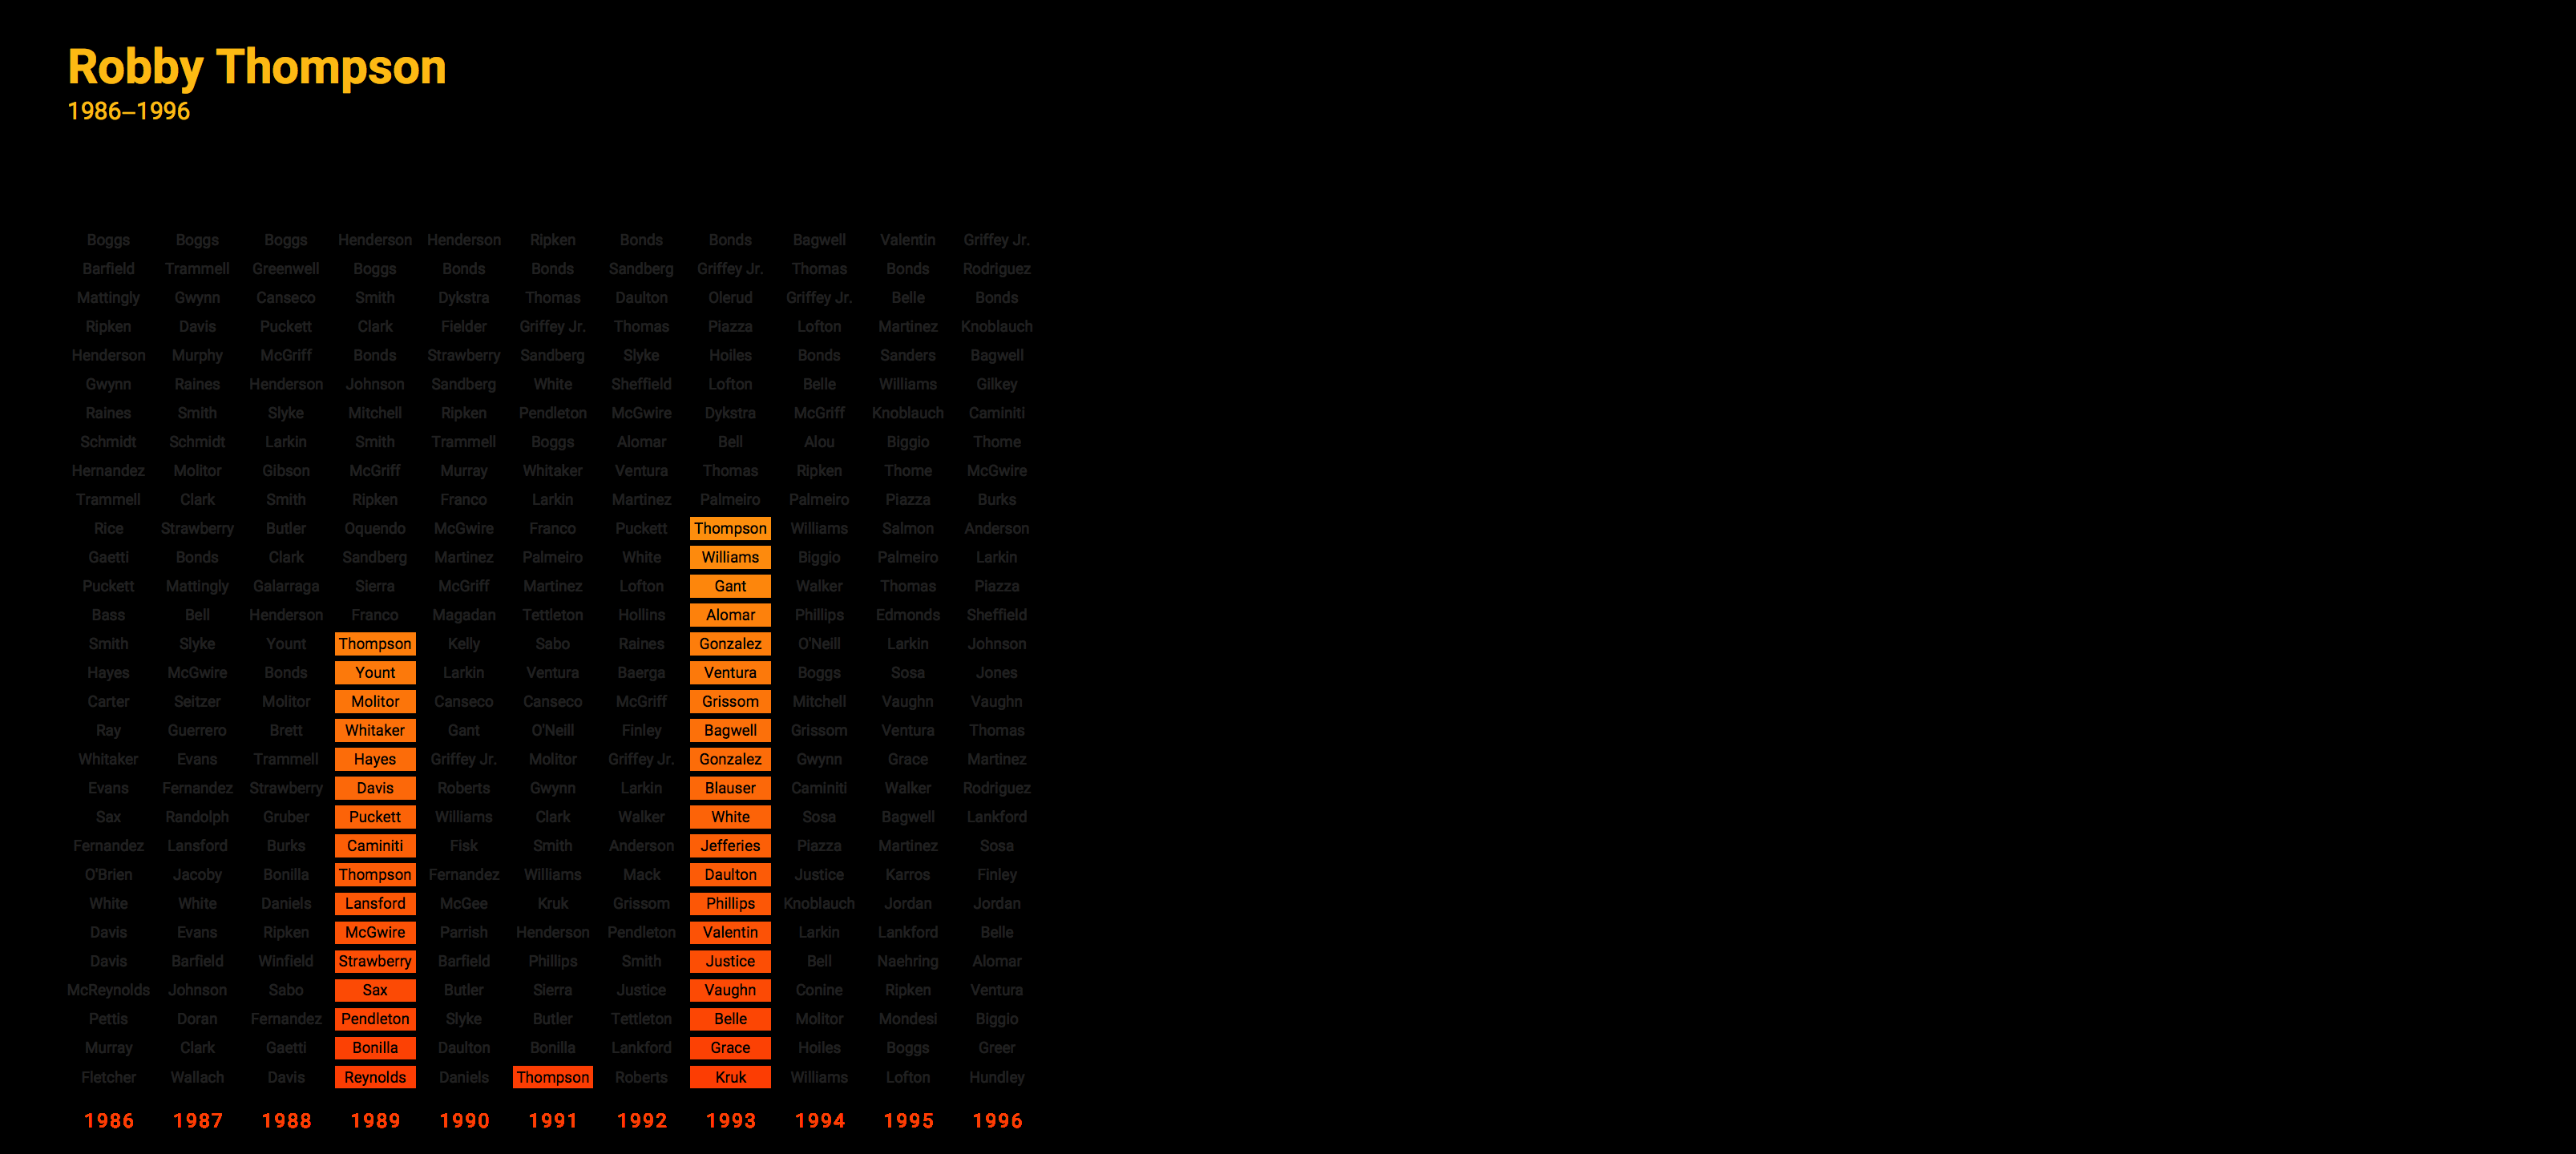 Robby Thompson
1986–1996
Boggs Boggs Boggs Henderson Henderson Ripken Bonds Bonds Bagwell Valentin Griffey Jr.
Barfield Trammell Greenwell Boggs Bonds Bonds Sandberg Griffey Jr. Thomas Bonds Rodriguez
Mattingly Gwynn Canseco Smith Dykstra Thomas Daulton Olerud Griffey Jr. Belle Bonds
Ripken Davis Puckett Clark Fielder Griffey Jr. Thomas Piazza Lofton Martinez Knoblauch
Henderson Murphy McGriff Bonds Strawberry Sandberg Slyke Hoiles Bonds Sanders Bagwell
Gwynn Raines Henderson Johnson Sandberg White Sheffield Lofton Belle Williams Gilkey
Raines Smith Slyke Mitchell Ripken Pendleton McGwire Dykstra McGriff Knoblauch Caminiti
Schmidt Schmidt Larkin Smith Trammell Boggs Alomar Bell Alou Biggio Thome
Hernandez Molitor Gibson McGriff Murray Whitaker Ventura Thomas Ripken Thome McGwire
Trammell Clark Smith Ripken Franco Larkin Martinez Palmeiro Palmeiro Piazza Burks
Rice Strawberry Butler Oquendo McGwire Franco Puckett Thompson Williams Salmon Anderson
Gaetti Bonds Clark Sandberg Martinez Palmeiro White Williams Biggio Palmeiro Larkin
Puckett Mattingly Galarraga Sierra McGriff Martinez Lofton Gant Walker Thomas Piazza
Bass Bell Henderson Franco Magadan Tettleton Hollins Alomar Phillips Edmonds Sheffield
Smith Slyke Yount Thompson Kelly Sabo Raines Gonzalez O'Neill Larkin Johnson
Hayes McGwire Bonds Yount Larkin Ventura Baerga Ventura Boggs Sosa Jones
Carter Seitzer Molitor Molitor Canseco Canseco McGriff Grissom Mitchell Vaughn Vaughn
Ray Guerrero Brett Whitaker Gant O'Neill Finley Bagwell Grissom Ventura Thomas
Whitaker Evans Trammell Hayes Griffey Jr. Molitor Griffey Jr. Gonzalez Gwynn Grace Martinez
Evans Fernandez Strawberry Davis Roberts Gwynn Larkin Blauser Caminiti Walker Rodriguez
Sax Randolph Gruber Puckett Williams Clark Walker White Sosa Bagwell Lankford
Fernandez Lansford Burks Caminiti Fisk Smith Anderson Jefferies Piazza Martinez Sosa
O'Brien Jacoby Bonilla Thompson Fernandez Williams Mack Daulton Justice Karros Finley
White White Daniels Lansford McGee Kruk Grissom Phillips Knoblauch Jordan Jordan
Davis Evans Ripken McGwire Parrish Henderson Pendleton Valentin Larkin Lankford Belle
Davis Barfield Winfield Strawberry Barfield Phillips Smith Justice Bell Naehring Alomar
McReynolds Johnson Sabo Sax Butler Sierra Justice Vaughn Conine Ripken Ventura
Pettis Doran Fernandez Pendleton Slyke Butler Tettleton Belle Molitor Mondesi Biggio
Murray Clark Gaetti Bonilla Daulton Bonilla Lankford Grace Hoiles Boggs Greer
Fletcher Wallach Davis Reynolds Daniels Thompson Roberts Kruk Williams Lofton Hundley
1986 1987 1988 1989 1990 1991 1992 1993 1994 1995 1996